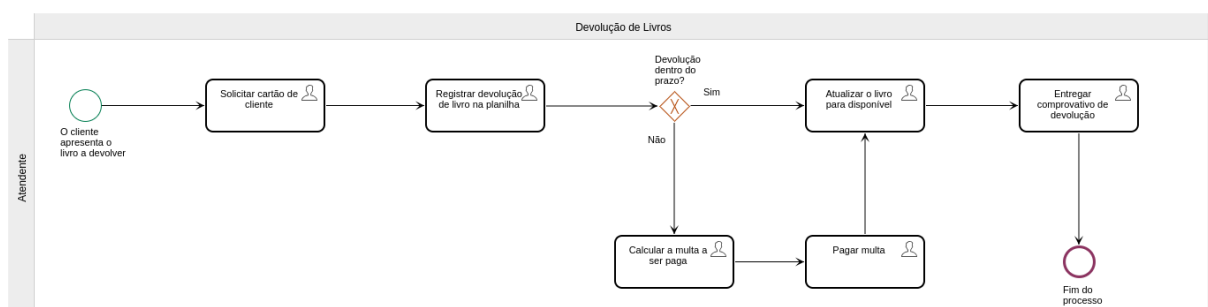 Devolução de Livros
Atendente
O cliente
apresenta o
livro a devolver
Solicitar cartão de
cliente
Registrar devolução
de livro na planilha
Devolução
dentro do
prazo?
Sim
Não
Calcular a multa a
ser paga
Pagar multa
Atualizar o livro
para disponível
Entregar
comprovativo de
devolução
Fim do
processo